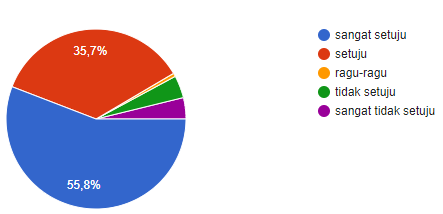 35,7%
55,8%
sangat setuju
setuju
ragu-ragu
tidak setuju
sangat tidak setuju